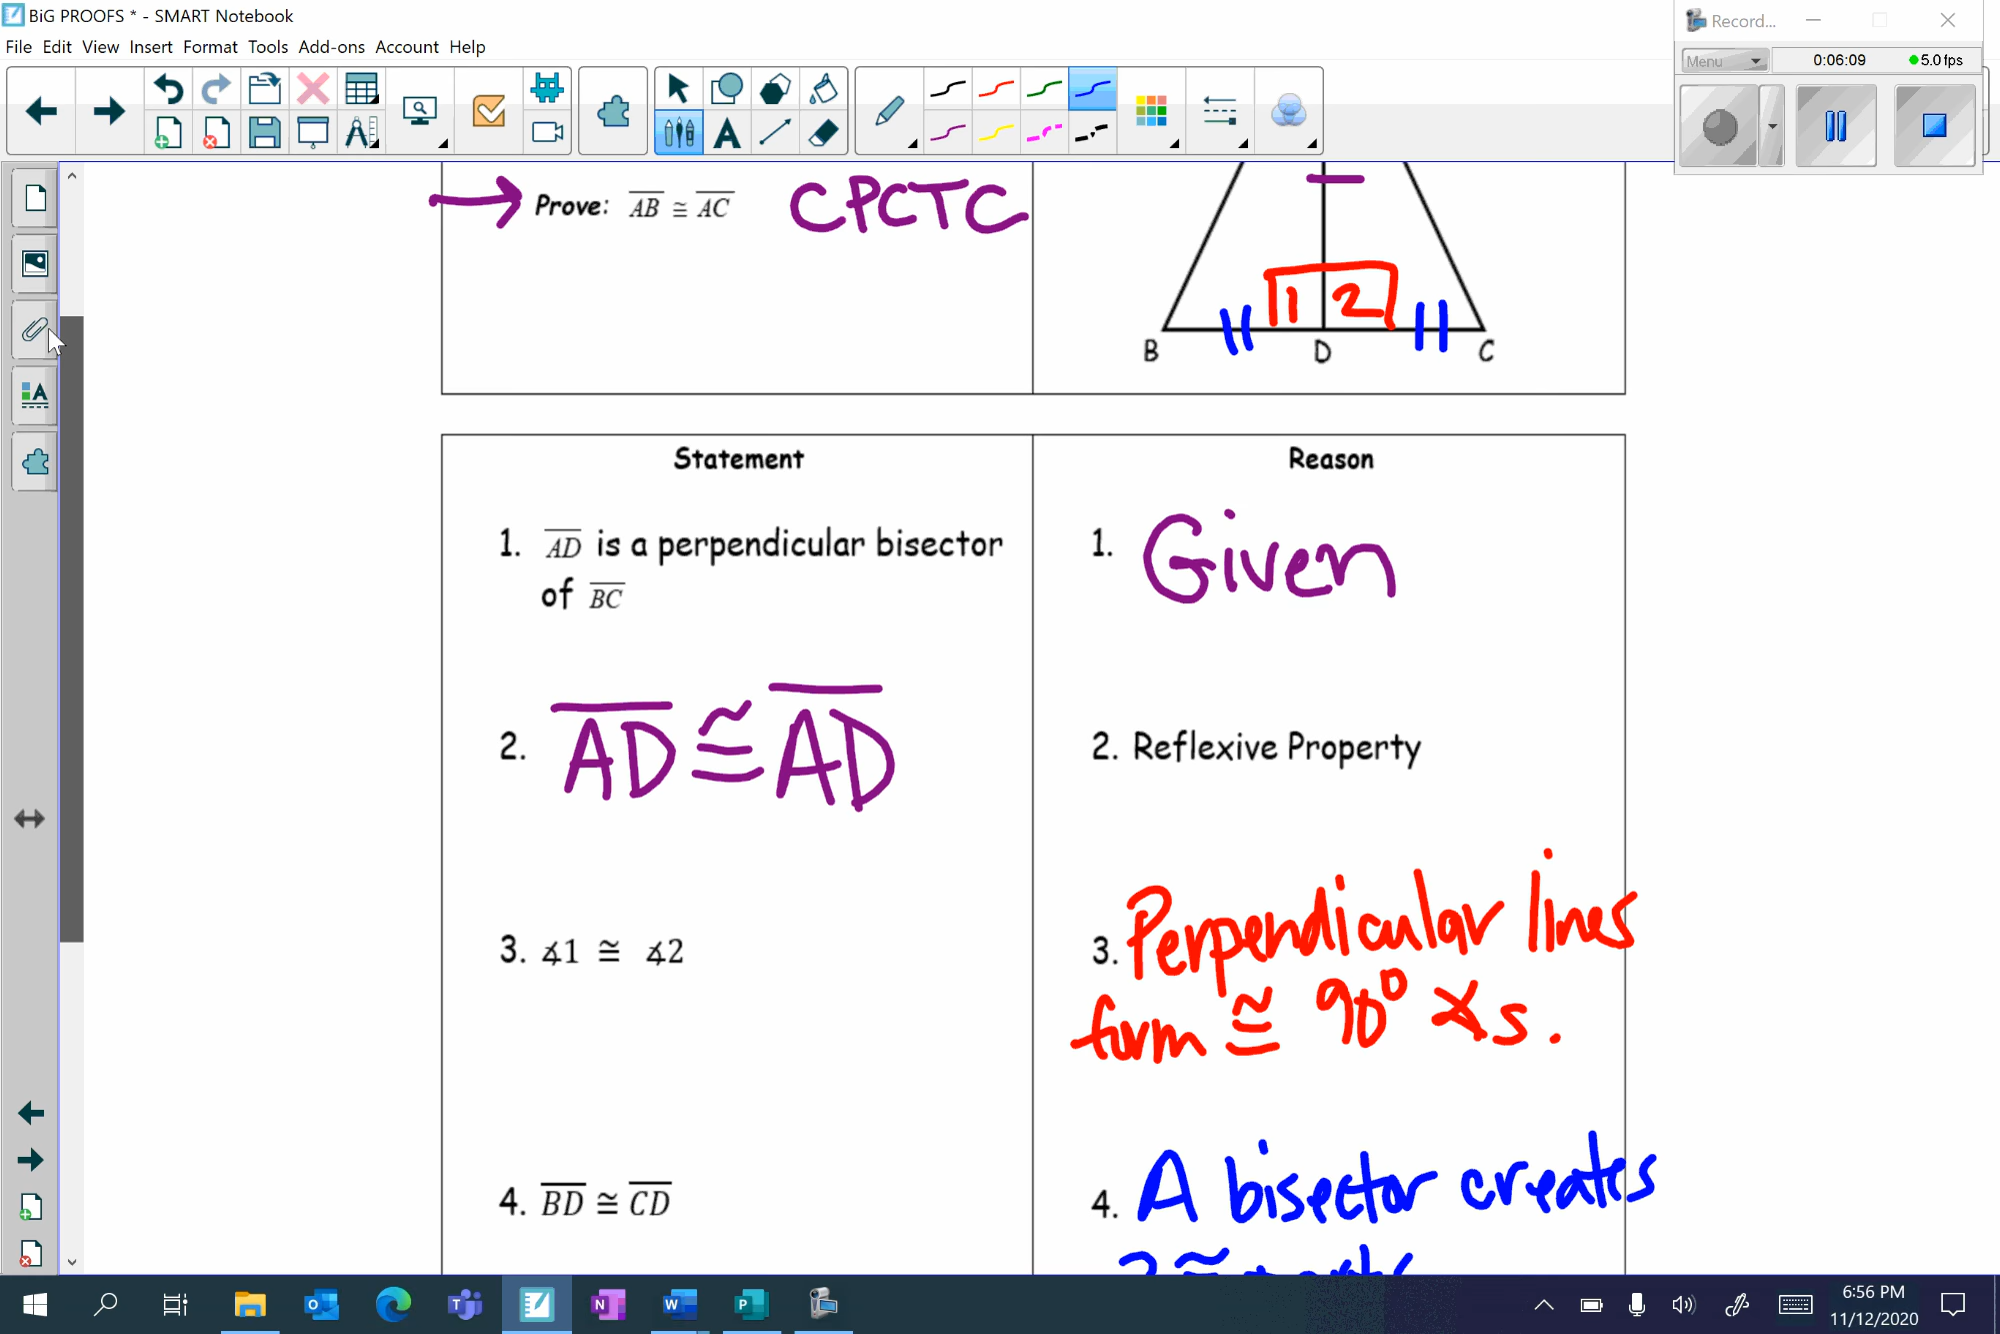 BiG PROOFS * - SMART Notebook
File Edit View Insert Format Tools Add-ons Account Help
Record...
Menu 0:06:09 5.0 fps
Prove: AB ≅ AC CPCTC
1 2
B D C
Statement Reason
1. AD is a perpendicular bisector
of BC
1. Given
2. AD ≅ AD
2. Reflexive Property
3. ∡1 ≅ ∡2
3. Perpendicular lines
form ≅ 90° ∡s.
4. BD ≅ CD
4. A bisector creates
6:56 PM
11/12/2020